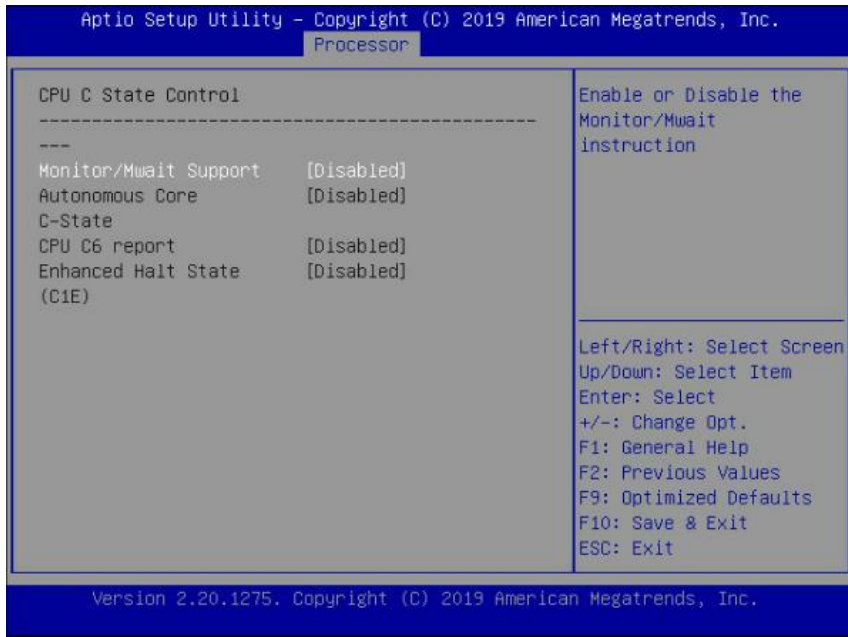 Aptio Setup Utility – Copyright (C) 2019 American Megatrends, Inc.
Processor
CPU C State Control
-----------------------------------------------
---
Monitor/Mwait Support [Disabled]
Autonomous Core [Disabled]
C-State
CPU C6 report [Disabled]
Enhanced Halt State [Disabled]
(C1E)
Enable or Disable the
Monitor/Mwait
instruction
Left/Right: Select Screen
Up/Down: Select Item
Enter: Select
+/-: Change Opt.
F1: General Help
F2: Previous Values
F9: Optimized Defaults
F10: Save & Exit
ESC: Exit
Version 2.20.1275. Copyright (C) 2019 American Megatrends, Inc.